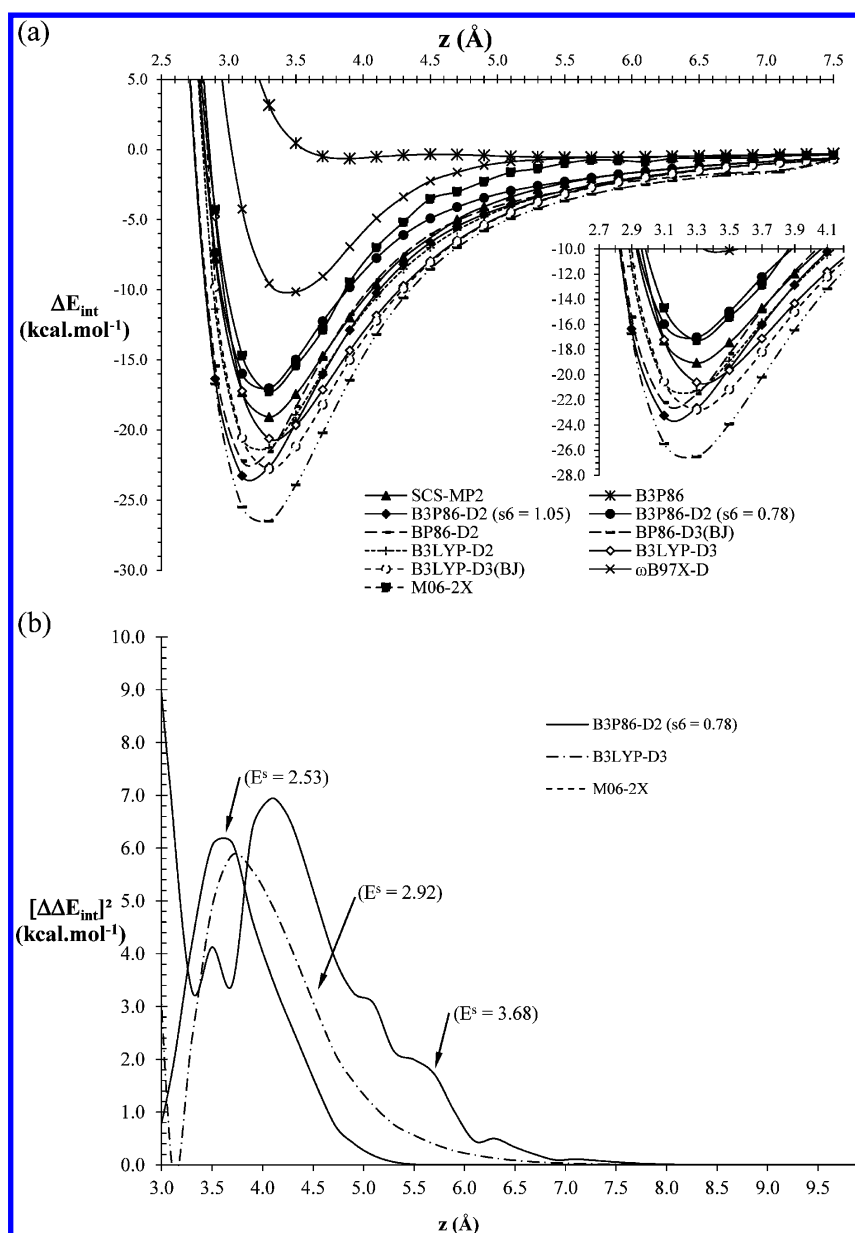 (a)
z (Å)
2.5 3.0 3.5 4.0 4.5 5.0 5.5 6.0 6.5 7.0 7.5
5.0
0.0
-5.0
-10.0
-15.0
-20.0
-25.0
-30.0
ΔE_int
(kcal.mol⁻¹)
2.7 2.9 3.1 3.3 3.5 3.7 3.9 4.1
-10.0
-12.0
-14.0
-16.0
-18.0
-20.0
-22.0
-24.0
-26.0
-28.0
SCS-MP2 B3P86
B3P86-D2 (s6 = 1.05) B3P86-D2 (s6 = 0.78)
BP86-D2 BP86-D3(BJ)
B3LYP-D2 B3LYP-D3
B3LYP-D3(BJ) ωB97X-D
M06-2X
(b)
10.0
9.0
8.0
7.0
6.0
5.0
4.0
3.0
2.0
1.0
0.0
[ΔΔE_int]²
(kcal.mol⁻¹)
B3P86-D2 (s6 = 0.78)
B3LYP-D3
M06-2X
(Eˢ = 2.53)
(Eˢ = 2.92)
(Eˢ = 3.68)
3.0 3.5 4.0 4.5 5.0 5.5 6.0 6.5 7.0 7.5 8.0 8.5 9.0 9.5
z (Å)